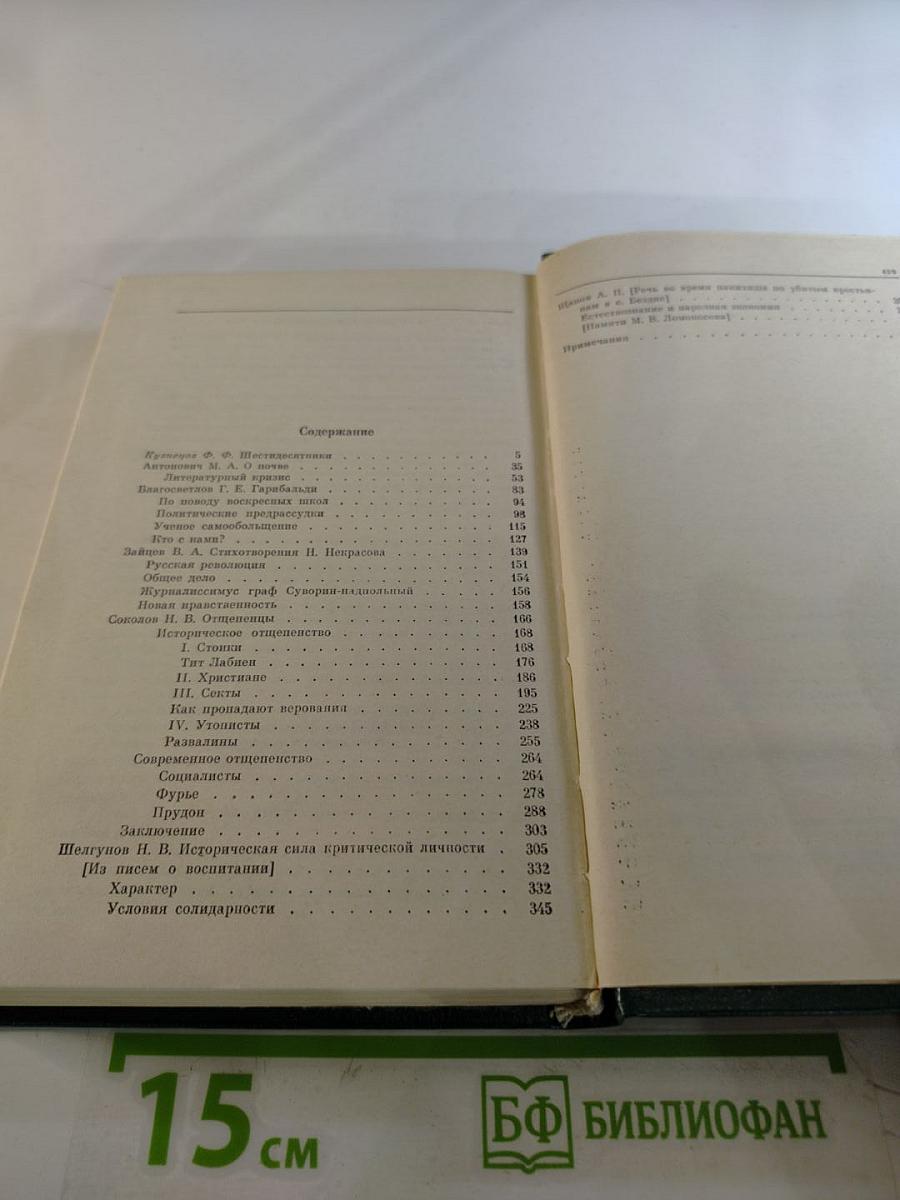 Содержание
Кузнецов Ф. Ф. Шестидесятники . . . . . . . . . . . 5
Антонович М. А. О почве . . . . . . . . . . . . . 35
Литературный кризис . . . . . . . . . . . . 53
Благосветлов Г. Е. Гарибальди . . . . . . . . . . . 83
По поводу воскресных школ . . . . . . . . . . 94
Политические предрассудки . . . . . . . . . . 98
Ученое самообольщение . . . . . . . . . . . 115
Кто с нами? . . . . . . . . . . . . . . . 127
Зайцев В. А. Стихотворения Н. Некрасова . . . . . . . 139
Русская революция . . . . . . . . . . . . . 151
Общее дело . . . . . . . . . . . . . . . 154
Журналиссимус граф Суворин-надпольный . . . . . 156
Новая нравственность . . . . . . . . . . . . 158
Соколов Н. В. Отщепенцы . . . . . . . . . . . . . 166
Историческое отщепенство . . . . . . . . . . 168
I. Стоики . . . . . . . . . . . . . . . 168
Тит Лабиен . . . . . . . . . . . . . . 176
II. Христиане . . . . . . . . . . . . . 186
III. Секты . . . . . . . . . . . . . . 195
Как пропадают верования . . . . . . . . . 225
IV. Утописты . . . . . . . . . . . . . 238
Развалины . . . . . . . . . . . . . . 255
Современное отщепенство . . . . . . . . . . 264
Социалисты . . . . . . . . . . . . . . 264
Фурье . . . . . . . . . . . . . . . . 278
Прудон . . . . . . . . . . . . . . . . 288
Заключение . . . . . . . . . . . . . . . . 303
Шелгунов Н. В. Историческая сила критической личности . 305
[Из писем о воспитании] . . . . . . . . . . . . 332
Характер . . . . . . . . . . . . . . . . . 332
Условия солидарности . . . . . . . . . . . . 345
Щапов А. П. [Речь во время панихиды по убитым крестья-
нам в с. Бездне] . . . . . . . . . . .
Естествознание и народная экономия . . . . . . .
[Памяти М. В. Ломоносова] . . . . . . . . . .
Примечания . . . . . . . . . . . . . . .
15 см
БФ БИБЛИОФАН